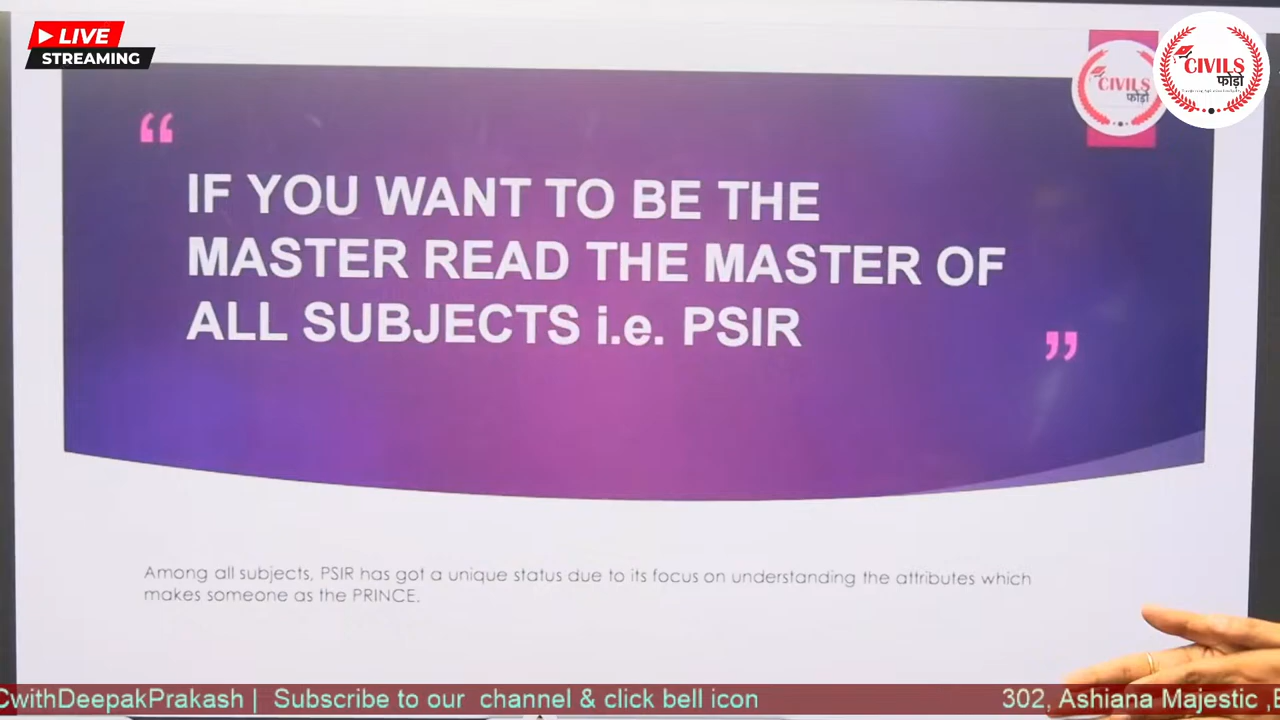 LIVE
STREAMING
CIVILS
फोड़ो
CIVILS
फोड़ो
“
IF YOU WANT TO BE THE
MASTER READ THE MASTER OF
ALL SUBJECTS i.e. PSIR
”
Among all subjects, PSIR has got a unique status due to its focus on understanding the attributes which
makes someone as the PRINCE.
CwithDeepakPrakash | Subscribe to our channel & click bell icon
302, Ashiana Majestic ,